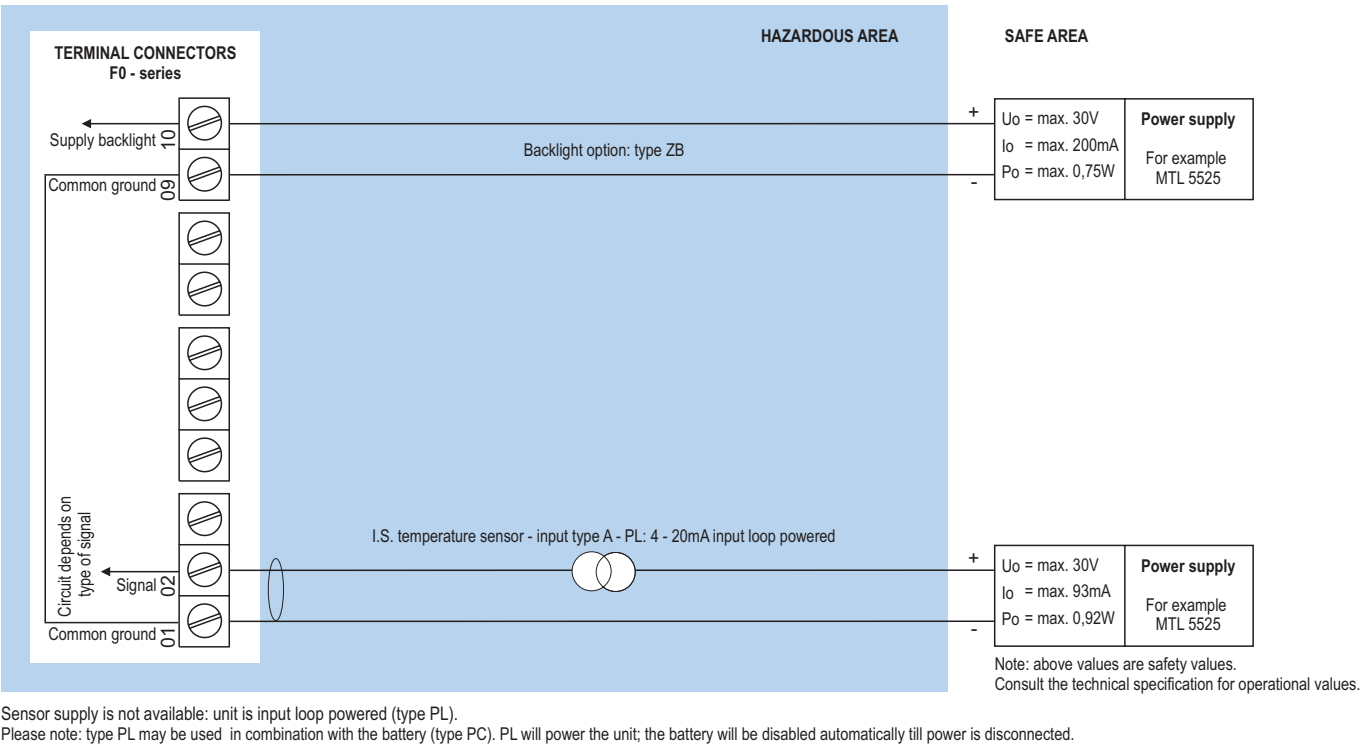 HAZARDOUS AREA
SAFE AREA
TERMINAL CONNECTORS
F0 - series
Supply backlight
10
Common ground
09
Backlight option: type ZB
+
-
Uo = max. 30V
Io = max. 200mA
Po = max. 0,75W
Power supply
For example
MTL 5525
Circuit depends on
type of signal
Signal
02
Common ground
01
I.S. temperature sensor - input type A - PL: 4 - 20mA input loop powered
+
-
Uo = max. 30V
Io = max. 93mA
Po = max. 0,92W
Power supply
For example
MTL 5525
Note: above values are safety values.
Consult the technical specification for operational values.
Sensor supply is not available: unit is input loop powered (type PL).
Please note: type PL may be used in combination with the battery (type PC). PL will power the unit; the battery will be disabled automatically till power is disconnected.